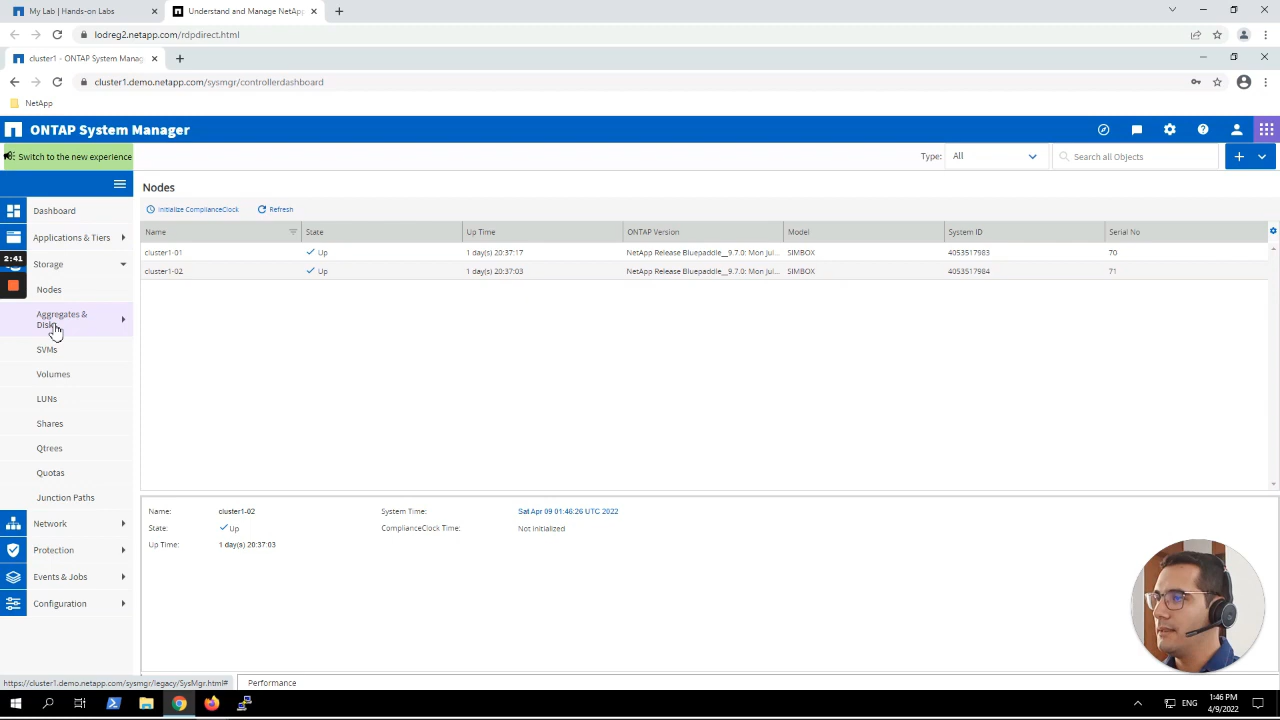 My Lab | Hands-on Labs
Understand and Manage NetApp
lodreg2.netapp.com/rdpdirect.html
cluster1 - ONTAP System Manag
cluster1.demo.netapp.com/sysmgr/controllerdashboard
NetApp
ONTAP System Manager
Switch to the new experience
Type:
All
Search all Objects
Dashboard
Applications & Tiers
2:41
Storage
Nodes
Aggregates &
Disks
SVMs
Volumes
LUNs
Shares
Qtrees
Quotas
Junction Paths
Network
Protection
Events & Jobs
Configuration
Nodes
Initialize ComplianceClock
Refresh
Name State Up Time ONTAP Version Model System ID Serial No
cluster1-01 Up 1 day(s) 20:37:17 NetApp Release Bluepaddle__9.7.0: Mon Jul... SIMBOX 4053517983 70
cluster1-02 Up 1 day(s) 20:37:03 NetApp Release Bluepaddle__9.7.0: Mon Jul... SIMBOX 4053517984 71
Name: cluster1-02 System Time: Sat Apr 09 01:46:26 UTC 2022
State: Up ComplianceClock Time: Not Initialized
Up Time: 1 day(s) 20:37:03
https://cluster1.demo.netapp.com/sysmgr/legacy/SysMgr.html#
Performance
ENG
1:46 PM
4/9/2022